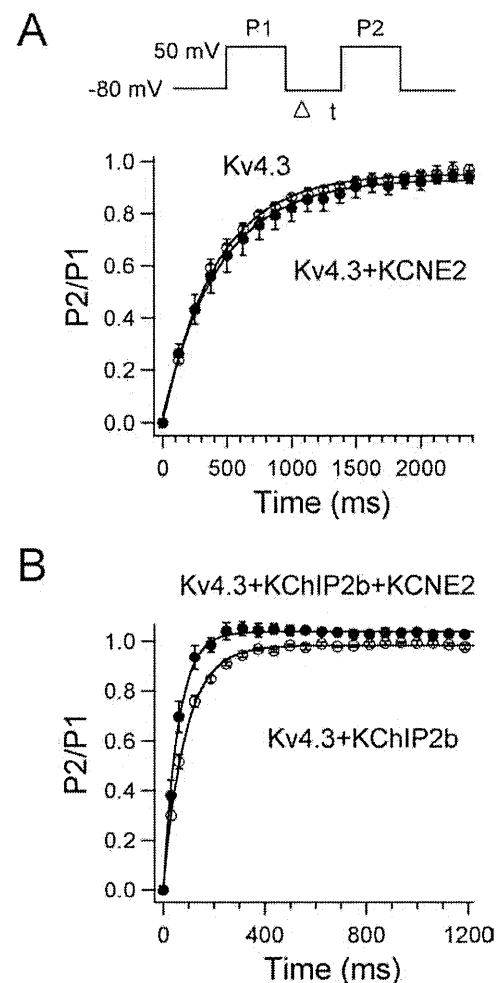 A
P1
P2
50 mV
-80 mV
△ t
1.0
0.8
0.6
0.4
0.2
0.0
P2/P1
Kv4.3
Kv4.3+KCNE2
0 500 1000 1500 2000
Time (ms)
B
Kv4.3+KChIP2b+KCNE2
1.0
0.8
0.6
0.4
0.2
0.0
P2/P1
Kv4.3+KChIP2b
0 400 800 1200
Time (ms)